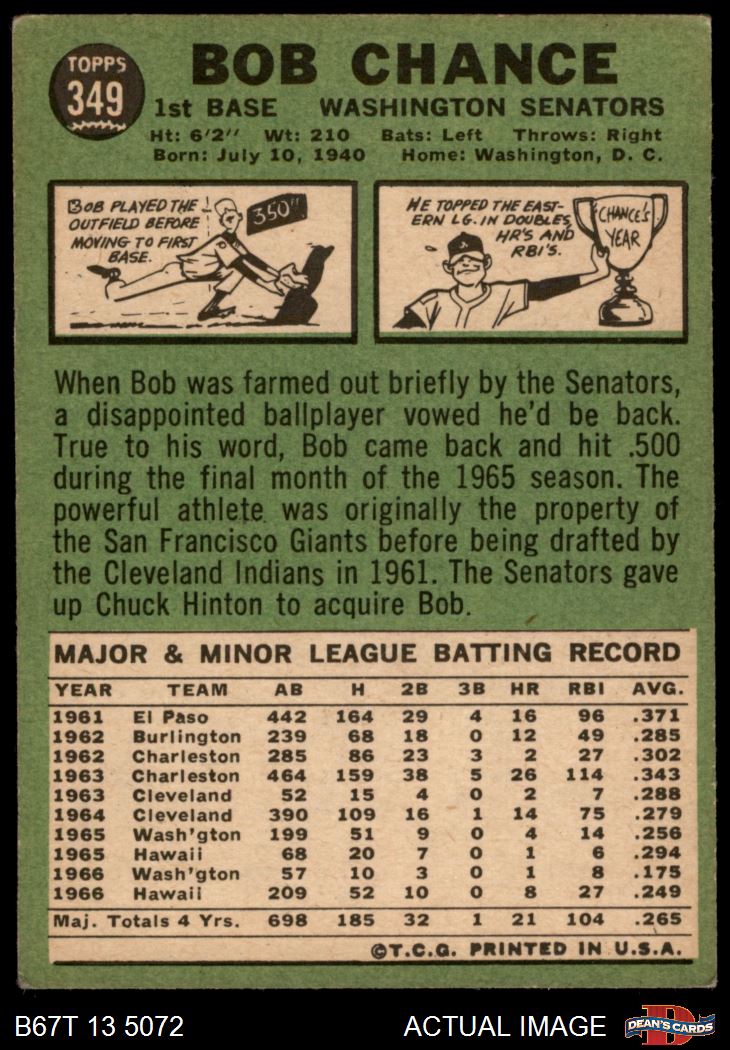 TOPPS
349
BOB CHANCE
1st BASE WASHINGTON SENATORS
Ht: 6'2" Wt: 210 Bats: Left Throws: Right
Born: July 10, 1940 Home: Washington, D. C.
BOB PLAYED THE
OUTFIELD BEFORE
MOVING TO FIRST
BASE.
350"
HE TOPPED THE EAST-
ERN LG. IN DOUBLES,
HR'S AND
RBI'S.
CHANCE'S
YEAR
When Bob was farmed out briefly by the Senators,
a disappointed ballplayer vowed he'd be back.
True to his word, Bob came back and hit .500
during the final month of the 1965 season. The
powerful athlete was originally the property of
the San Francisco Giants before being drafted by
the Cleveland Indians in 1961. The Senators gave
up Chuck Hinton to acquire Bob.
MAJOR & MINOR LEAGUE BATTING RECORD
YEAR TEAM AB H 2B 3B HR RBI AVG.
1961 El Paso 442 164 29 4 16 96 .371
1962 Burlington 239 68 18 0 12 49 .285
1962 Charleston 285 86 23 3 2 27 .302
1963 Charleston 464 159 38 5 26 114 .343
1963 Cleveland 52 15 4 0 2 7 .288
1964 Cleveland 390 109 16 1 14 75 .279
1965 Wash'gton 199 51 9 0 4 14 .256
1965 Hawaii 68 20 7 0 1 6 .294
1966 Wash'gton 57 10 3 0 1 8 .175
1966 Hawaii 209 52 10 0 8 27 .249
Maj. Totals 4 Yrs. 698 185 32 1 21 104 .265
©T.C.G. PRINTED IN U.S.A.
B67T 13 5072 ACTUAL IMAGE
D
DEAN'S CARDS